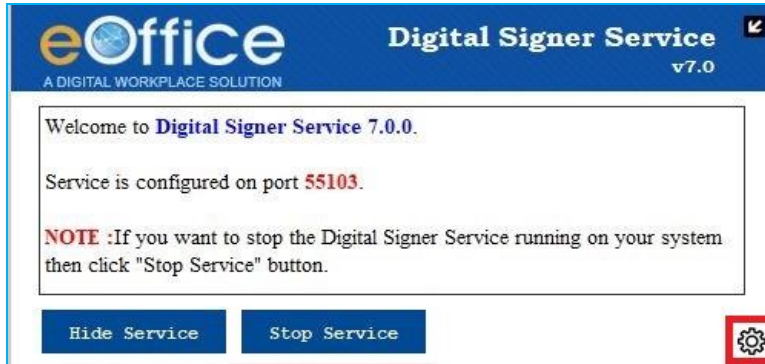 eOffice
A DIGITAL WORKPLACE SOLUTION
Digital Signer Service
v7.0
Welcome to Digital Signer Service 7.0.0.
Service is configured on port 55103.
NOTE :If you want to stop the Digital Signer Service running on your system
then click "Stop Service" button.
Hide Service
Stop Service